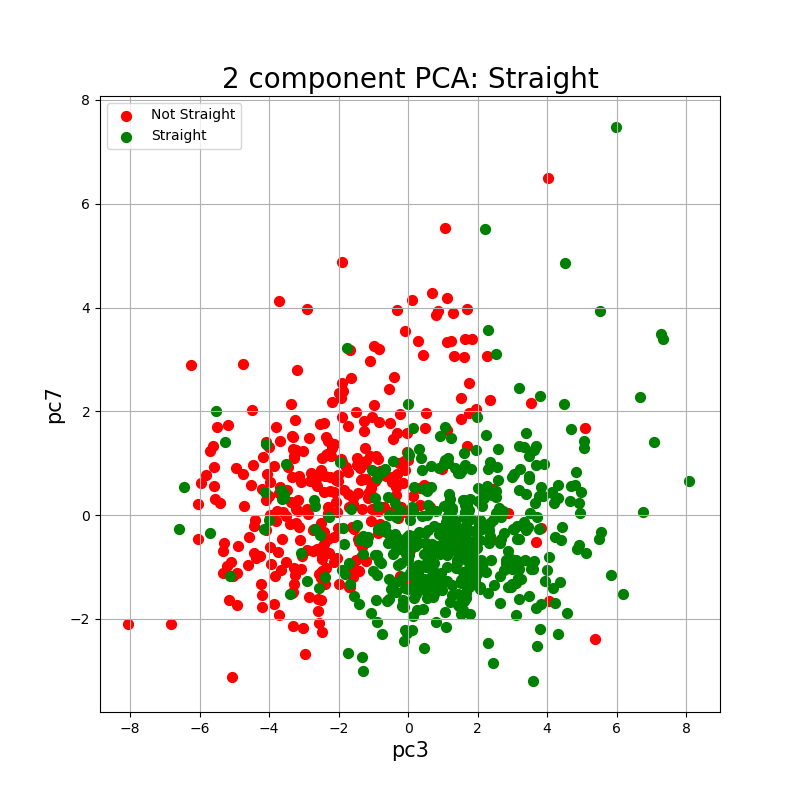 2 component PCA: Straight
Not Straight
Straight
8
6
4
2
0
−2
pc7
−8 −6 −4 −2 0 2 4 6 8
pc3